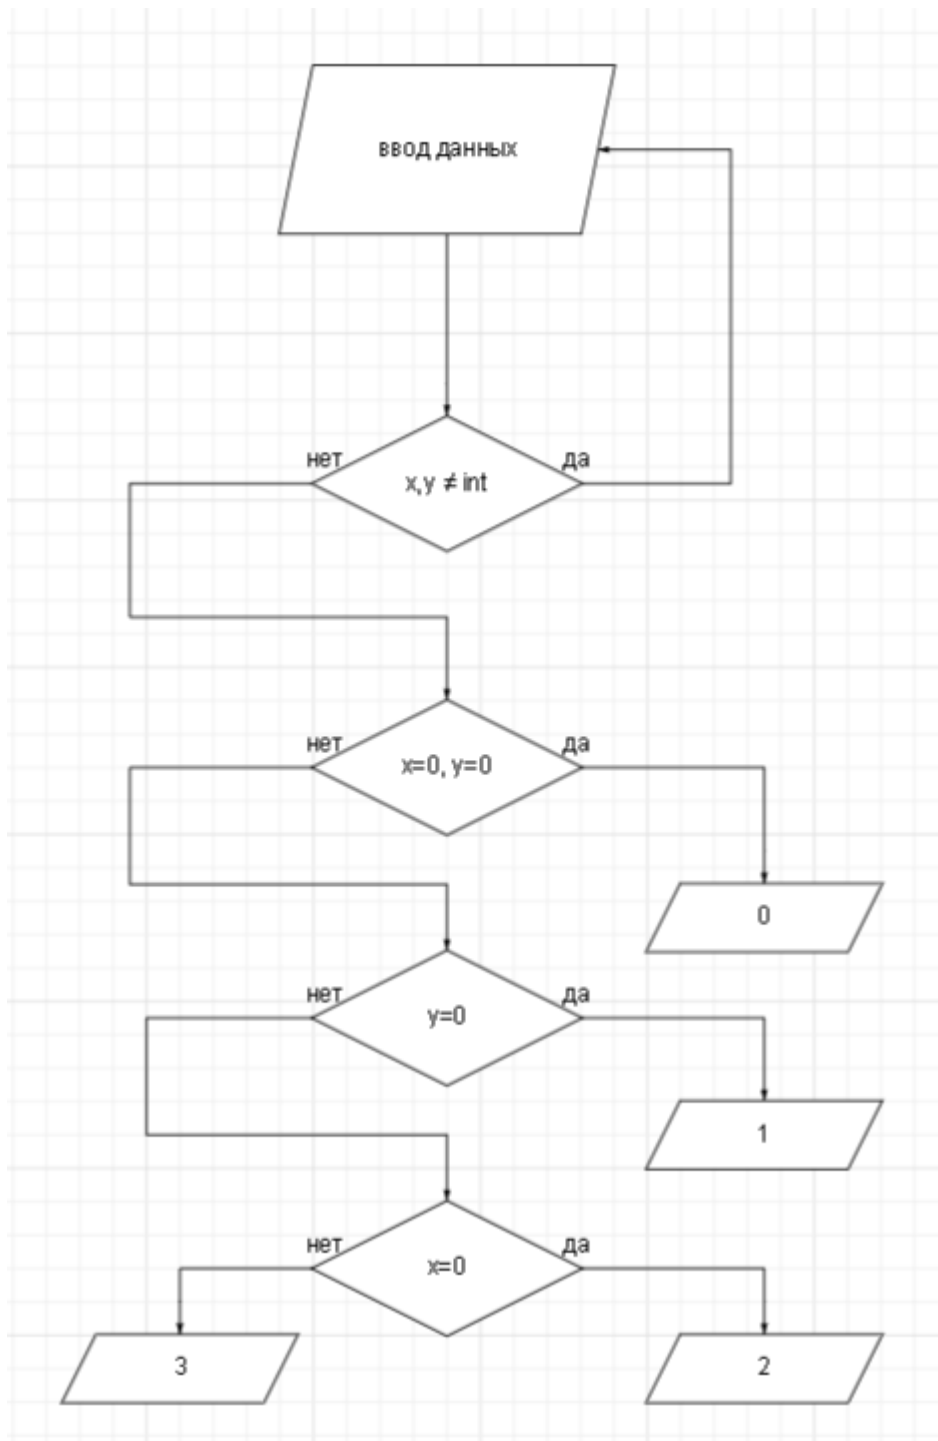 ввод данных
нет
да
x,y ≠ int
нет
да
x=0, y=0
0
нет
да
y=0
1
нет
да
x=0
3
2